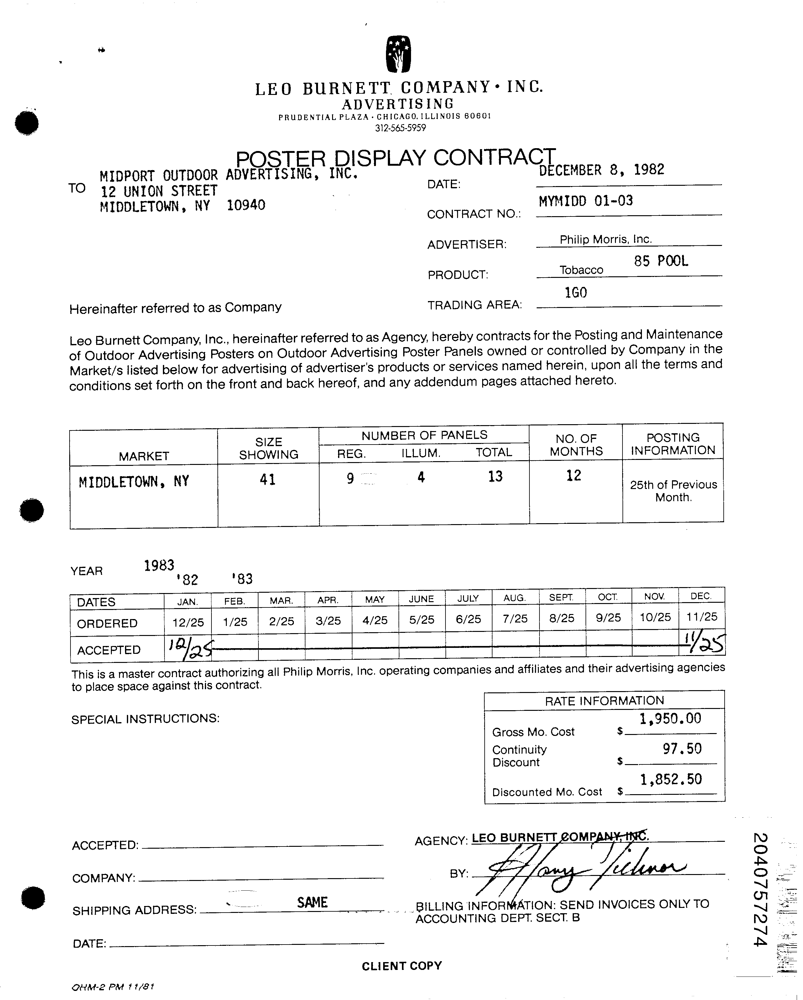 LEO BURNETT COMPANY • INC.
ADVERTISING
PRUDENTIAL PLAZA • CHICAGO, ILLINOIS 60601
312-565-5959
POSTER DISPLAY CONTRACT
TO MIDPORT OUTDOOR ADVERTISING, INC.
12 UNION STREET
MIDDLETOWN, NY 10940
DATE: DECEMBER 8, 1982
CONTRACT NO.: MYMIDD 01-03
ADVERTISER: Philip Morris, Inc.
PRODUCT: Tobacco 85 POOL
TRADING AREA: 1GO
Hereinafter referred to as Company
Leo Burnett Company, Inc., hereinafter referred to as Agency, hereby contracts for the Posting and Maintenance
of Outdoor Advertising Posters on Outdoor Advertising Poster Panels owned or controlled by Company in the
Market/s listed below for advertising of advertiser's products or services named herein, upon all the terms and
conditions set forth on the front and back hereof, and any addendum pages attached hereto.
MARKET SIZE SHOWING NUMBER OF PANELS REG. ILLUM. TOTAL NO. OF MONTHS POSTING INFORMATION
MIDDLETOWN, NY 41 9 4 13 12 25th of Previous Month.
YEAR 1983
'82 '83
DATES JAN. FEB. MAR. APR. MAY JUNE JULY AUG. SEPT. OCT. NOV. DEC.
ORDERED 12/25 1/25 2/25 3/25 4/25 5/25 6/25 7/25 8/25 9/25 10/25 11/25
ACCEPTED 12/25 11/25
This is a master contract authorizing all Philip Morris, Inc. operating companies and affiliates and their advertising agencies
to place space against this contract.
SPECIAL INSTRUCTIONS:
RATE INFORMATION
Gross Mo. Cost $ 1,950.00
Continuity Discount $ 97.50
Discounted Mo. Cost $ 1,852.50
ACCEPTED:
COMPANY:
SHIPPING ADDRESS: SAME
DATE:
AGENCY: LEO BURNETT COMPANY, INC.
BY:
BILLING INFORMATION: SEND INVOICES ONLY TO
ACCOUNTING DEPT. SECT. B
CLIENT COPY
OHM-2 PM 11/81
2040757274